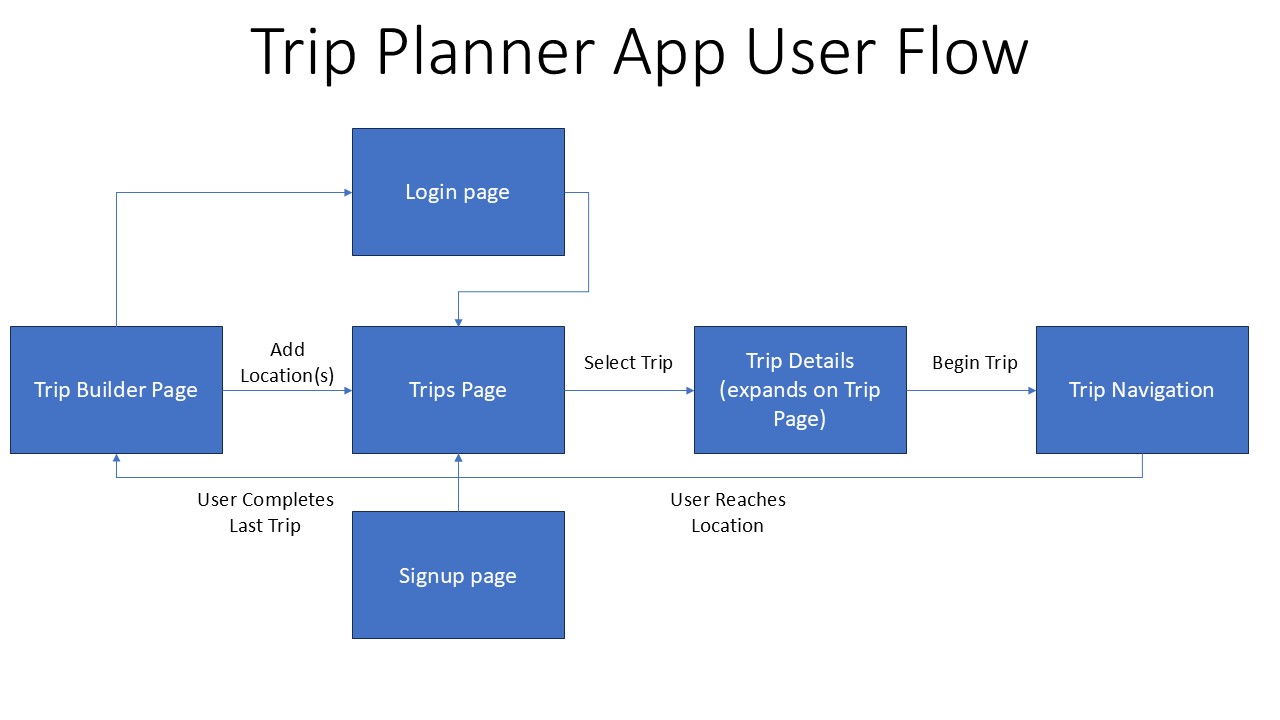 Trip Planner App User Flow
Login page
Trip Builder Page
Add
Location(s)
Trips Page
Select Trip
Trip Details
(expands on Trip
Page)
Begin Trip
Trip Navigation
User Completes
Last Trip
User Reaches
Location
Signup page